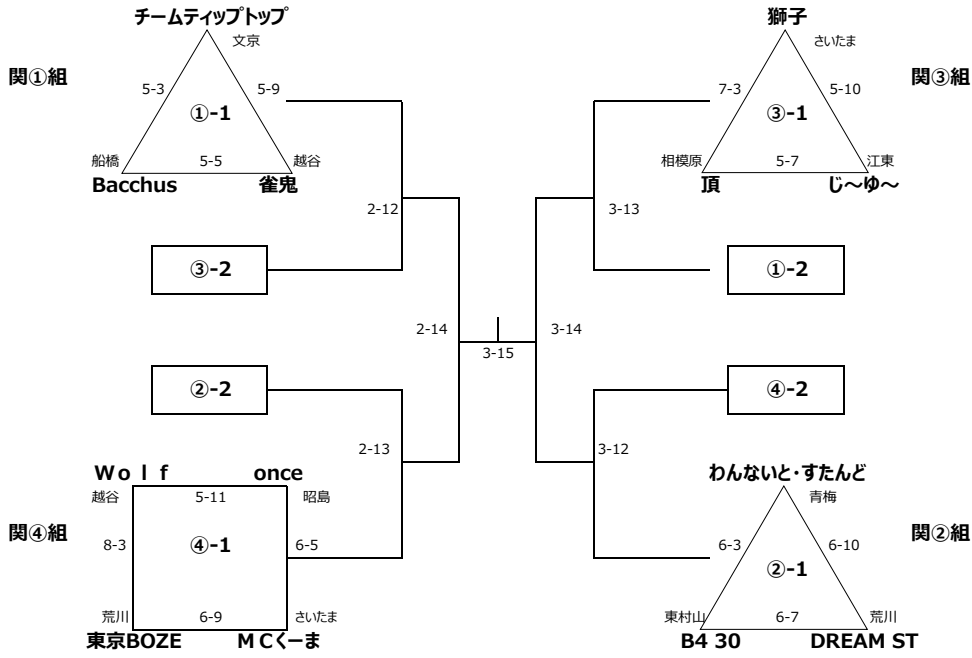 チームティップトップ
文京
関①組
5-3
5-9
①-1
船橋
5-5
越谷
Bacchus
雀鬼
獅子
さいたま
関③組
7-3
5-10
③-1
相模原
5-7
江東
頂
じ～ゆ～
2-12
3-13
③-2
①-2
2-14
3-14
3-15
②-2
④-2
2-13
3-12
Ｗｏｌｆ
once
越谷
5-11
昭島
関④組
8-3
④-1
6-5
荒川
6-9
さいたま
東京BOZE
ＭＣくーま
わんないと・すたんど
青梅
関②組
6-3
6-10
②-1
東村山
6-7
荒川
B4 30
DREAM ST